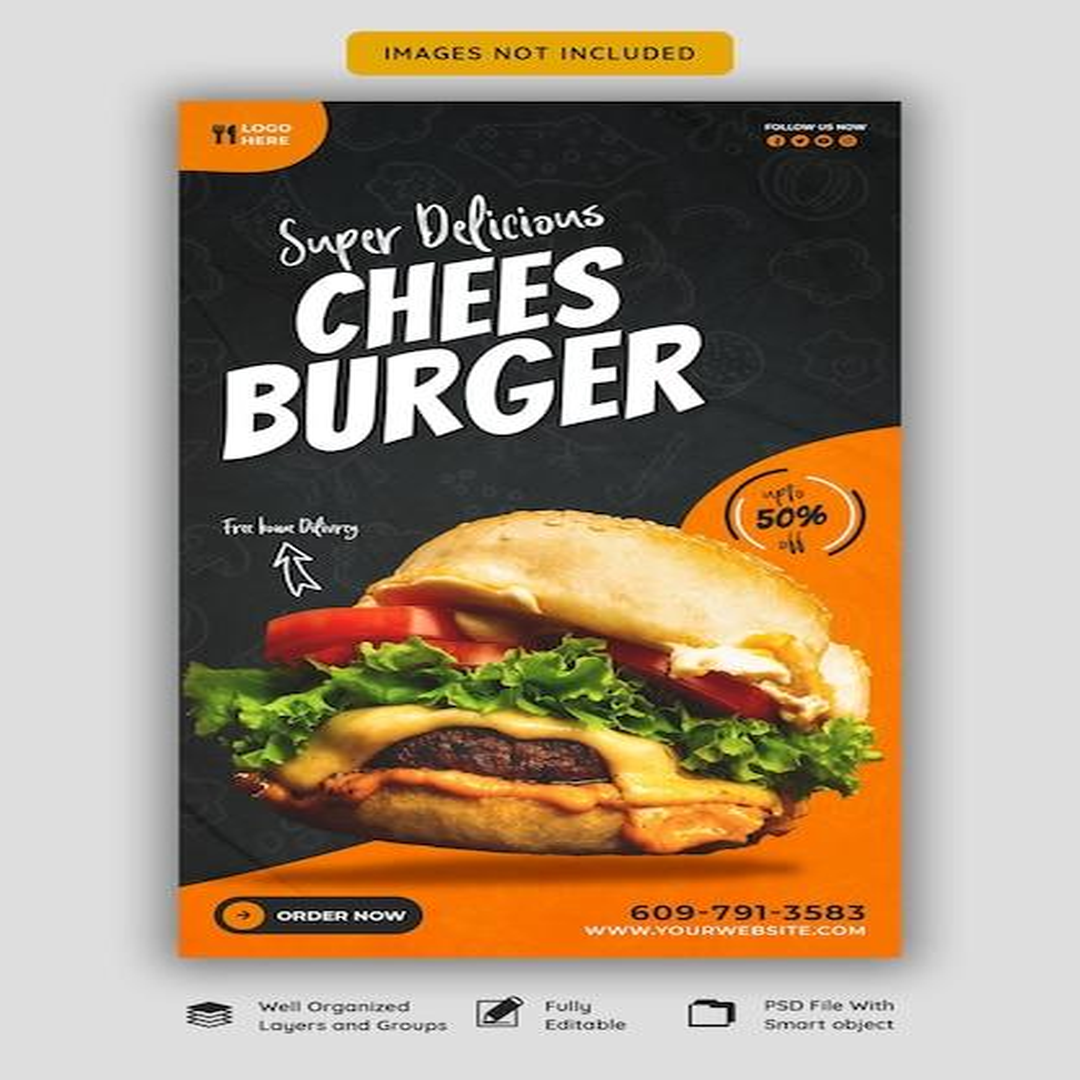 IMAGES NOT INCLUDED
LOGO
HERE
FOLLOW US NOW
Super Delicious
CHEES
BURGER
upto
50%
off
Free home Dilivrey
ORDER NOW
609-791-3583
WWW.YOURWEBSITE.COM
Well Organized
Layers and Groups
Fully
Editable
PSD File With
Smart object